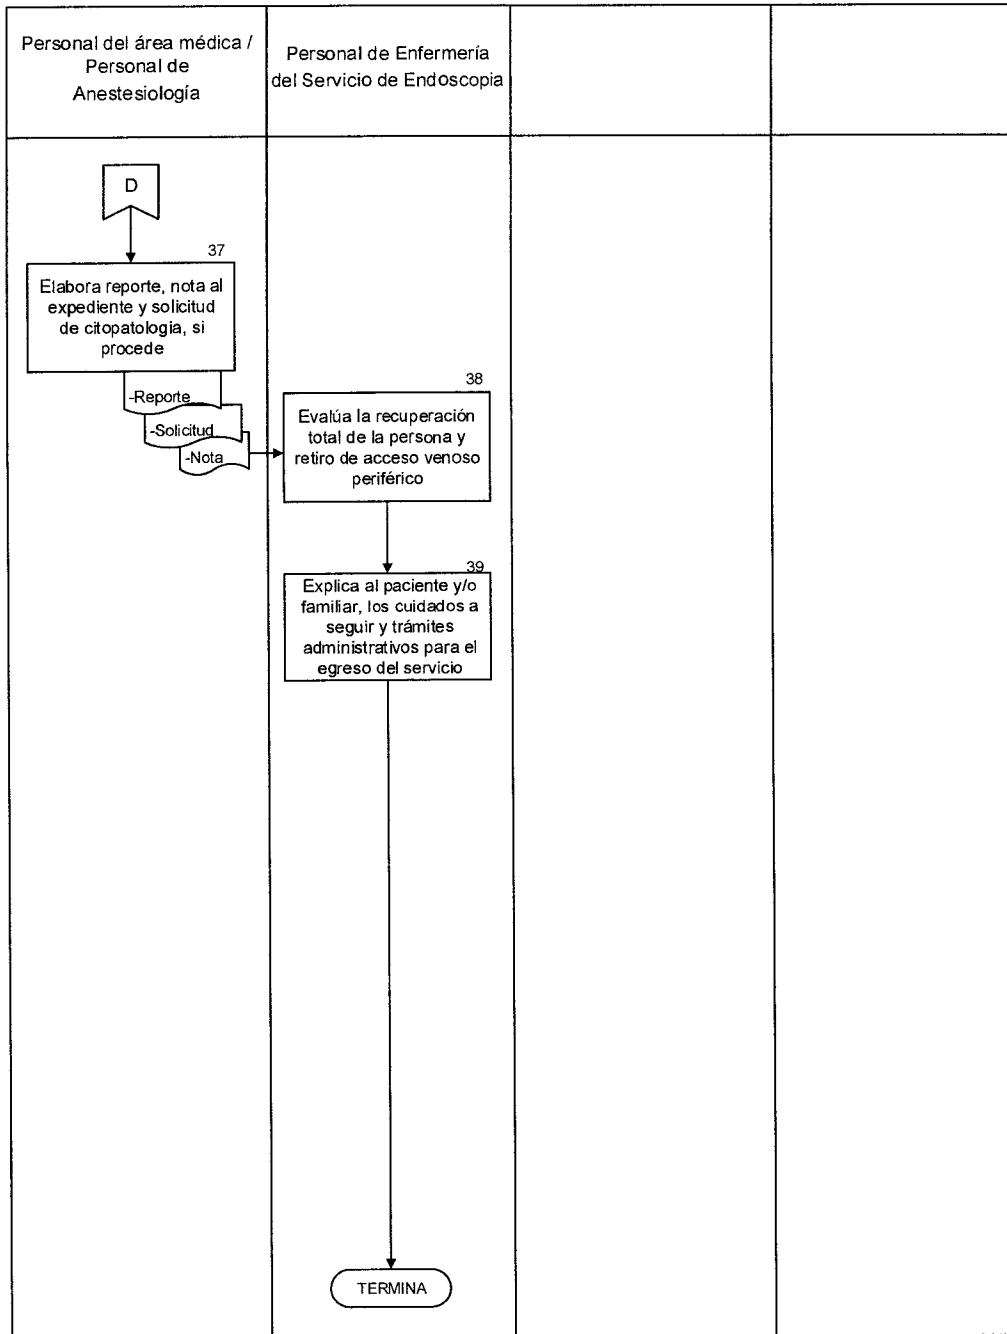 Personal del área médica /
Personal de
Anestesiología
Personal de Enfermería
del Servicio de Endoscopia
D
37
Elabora reporte, nota al
expediente y solicitud
de citopatologia, si
procede
-Reporte
-Solicitud
-Nota
38
Evalúa la recuperación
total de la persona y
retiro de acceso venoso
periférico
39
Explica al paciente y/o
familiar, los cuidados a
seguir y trámites
administrativos para el
egreso del servicio
TERMINA